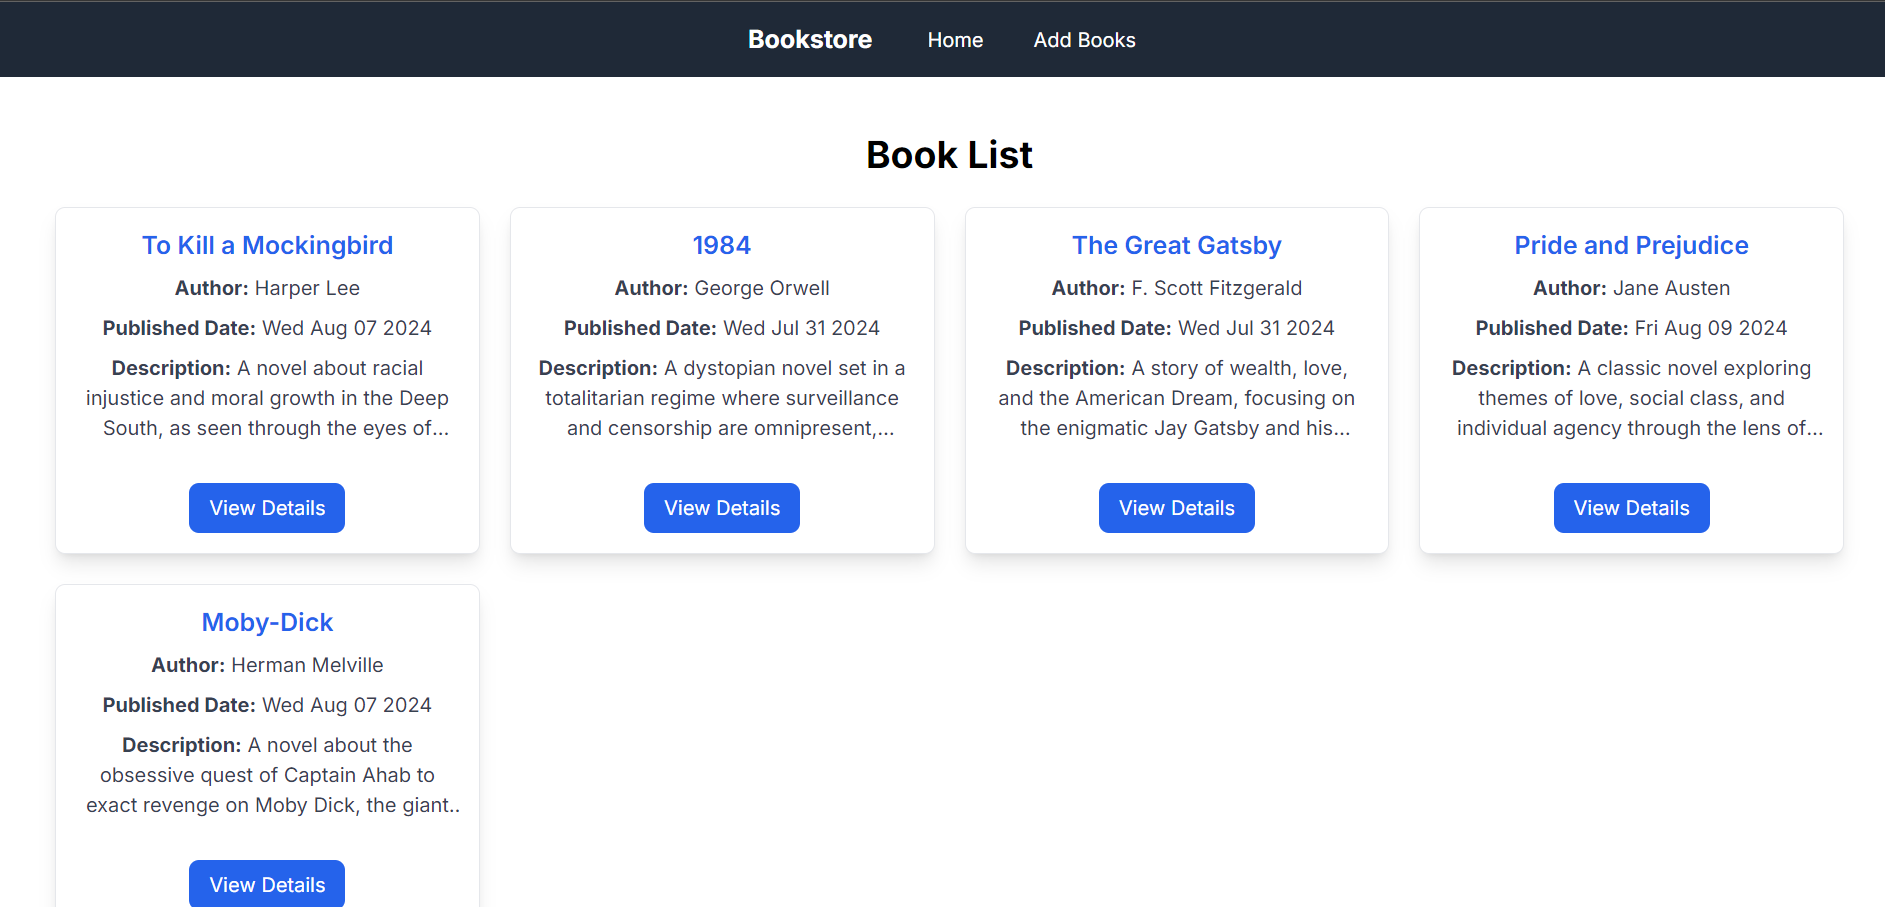 Bookstore Home Add Books
Book List
To Kill a Mockingbird
Author: Harper Lee
Published Date: Wed Aug 07 2024
Description: A novel about racial
injustice and moral growth in the Deep
South, as seen through the eyes of...
View Details
1984
Author: George Orwell
Published Date: Wed Jul 31 2024
Description: A dystopian novel set in a
totalitarian regime where surveillance
and censorship are omnipresent,...
View Details
The Great Gatsby
Author: F. Scott Fitzgerald
Published Date: Wed Jul 31 2024
Description: A story of wealth, love,
and the American Dream, focusing on
the enigmatic Jay Gatsby and his...
View Details
Pride and Prejudice
Author: Jane Austen
Published Date: Fri Aug 09 2024
Description: A classic novel exploring
themes of love, social class, and
individual agency through the lens of...
View Details
Moby-Dick
Author: Herman Melville
Published Date: Wed Aug 07 2024
Description: A novel about the
obsessive quest of Captain Ahab to
exact revenge on Moby Dick, the giant..
View Details